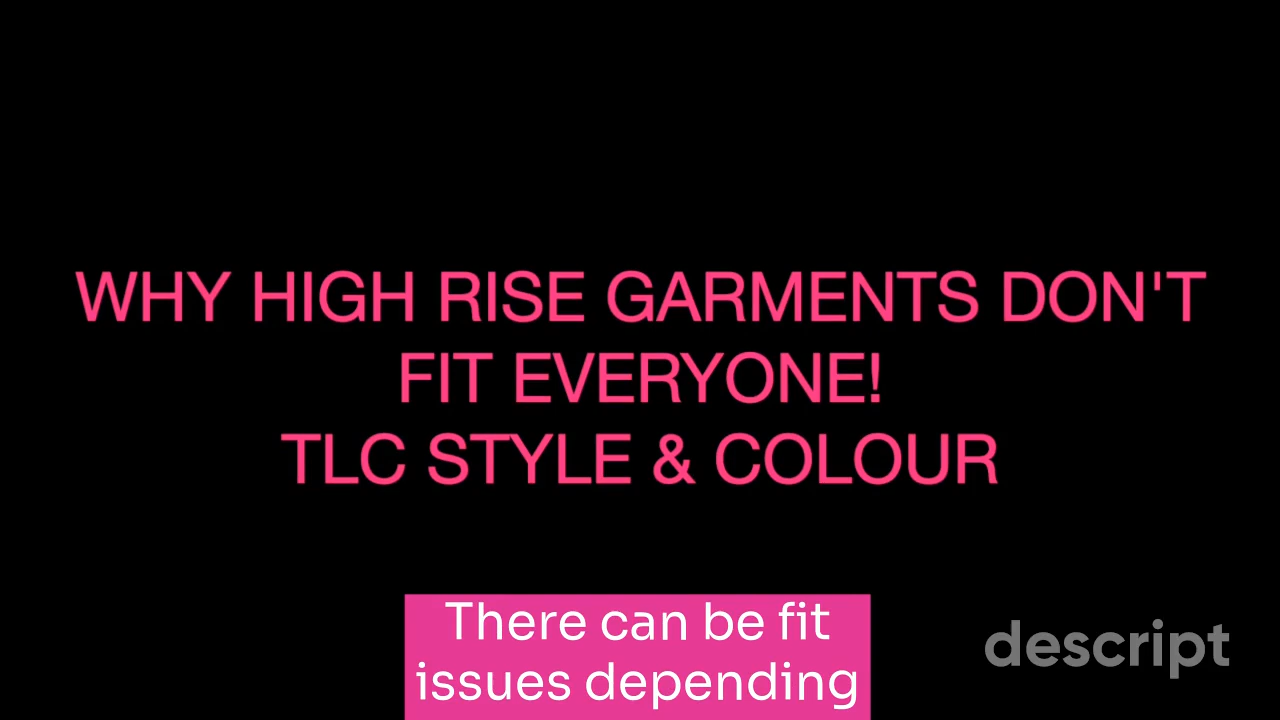 WHY HIGH RISE GARMENTS DON'T
FIT EVERYONE!
TLC STYLE & COLOUR
There can be fit
issues depending
descript